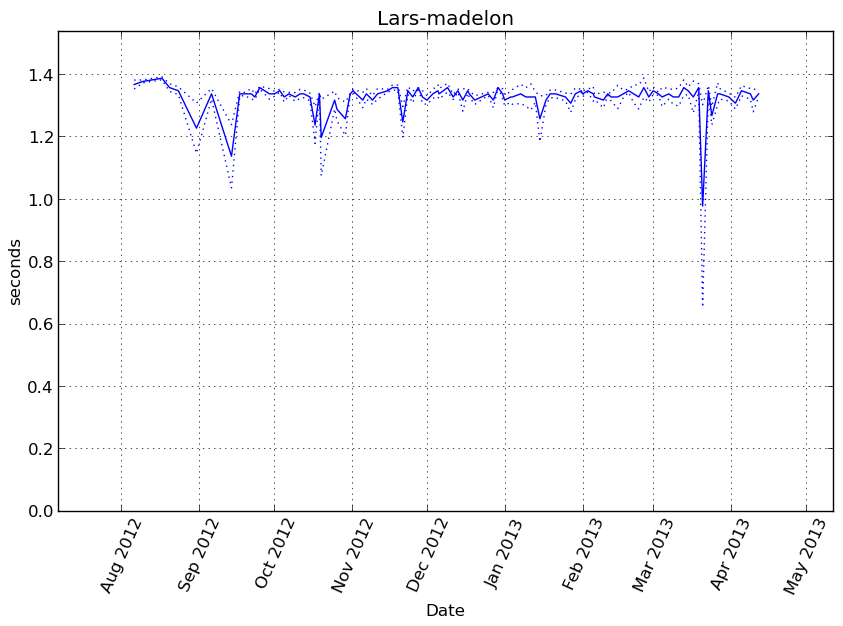 Lars-madelon
1.4
1.2
1.0
0.8
0.6
0.4
0.2
0.0
seconds
Aug 2012
Sep 2012
Oct 2012
Nov 2012
Dec 2012
Jan 2013
Feb 2013
Mar 2013
Apr 2013
May 2013
Date